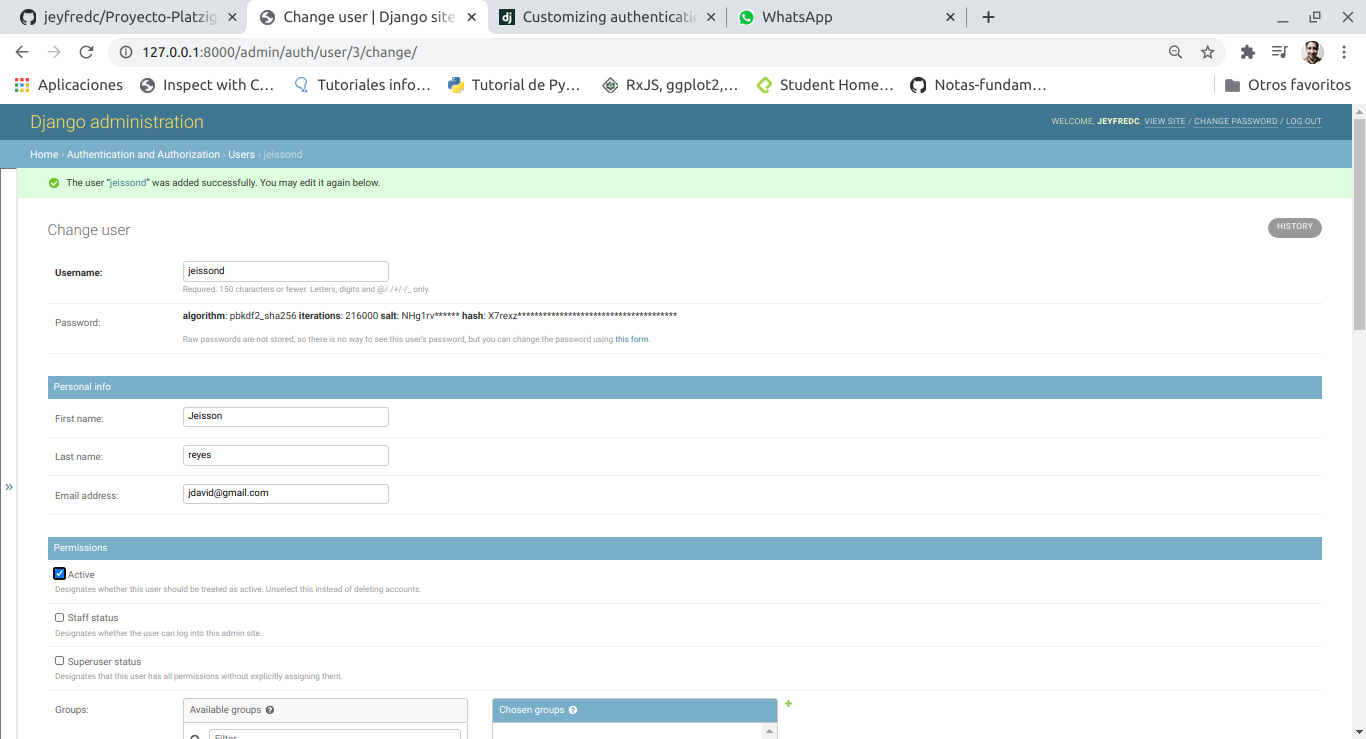 jeyfredc/Proyecto-Platzig
Change user | Django site
Customizing authenticatio
WhatsApp
127.0.0.1:8000/admin/auth/user/3/change/
Aplicaciones
Inspect with C...
Tutoriales info...
Tutorial de Py...
RxJS, ggplot2,...
Student Home...
Notas-fundam...
Otros favoritos
Django administration
WELCOME, JEYFREDC. VIEW SITE / CHANGE PASSWORD / LOG OUT
Home › Authentication and Authorization › Users › jeissond
The user “jeissond” was added successfully. You may edit it again below.
Change user
HISTORY
Username:
jeissond
Required. 150 characters or fewer. Letters, digits and @/./+/-/_ only.
Password:
algorithm: pbkdf2_sha256 iterations: 216000 salt: NHg1rv****** hash: X7rexz**************************************
Raw passwords are not stored, so there is no way to see this user’s password, but you can change the password using this form.
Personal info
First name:
Jeisson
Last name:
reyes
Email address:
jdavid@gmail.com
Permissions
Active
Designates whether this user should be treated as active. Unselect this instead of deleting accounts.
Staff status
Designates whether the user can log into this admin site.
Superuser status
Designates that this user has all permissions without explicitly assigning them.
Groups:
Available groups
Chosen groups
Filter